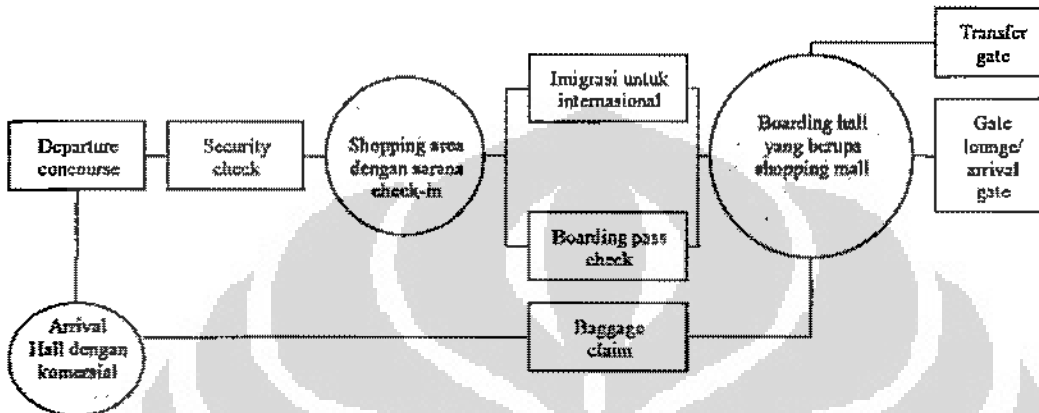 Transfer
gate
Imigrasi untuk
internasional
Departure
concourse
Security
check
Shopping area
dengan sarana
check-in
Boarding hall
yang berupa
shopping mall
Gate
lounge/
arrival
gate
Boarding pass
check
Arrival
Hall dengan
komersial
Baggage
claim